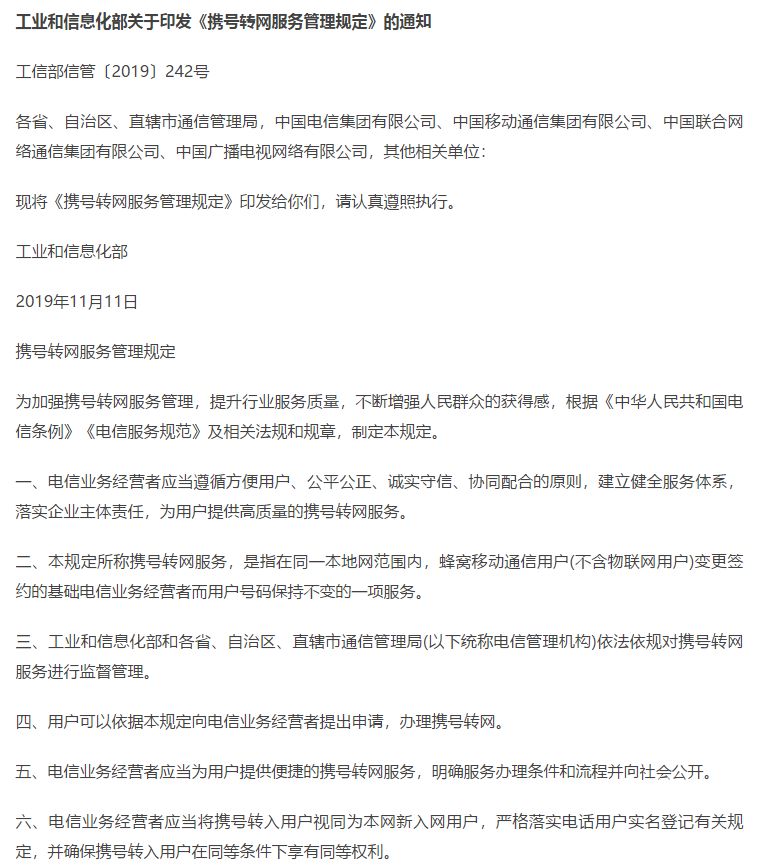 工业和信息化部关于印发《携号转网服务管理规定》的通知
工信部信管〔2019〕242号
各省、自治区、直辖市通信管理局，中国电信集团有限公司、中国移动通信集团有限公司、中国联合网
络通信集团有限公司、中国广播电视网络有限公司，其他相关单位：
现将《携号转网服务管理规定》印发给你们，请认真遵照执行。
工业和信息化部
2019年11月11日
携号转网服务管理规定
为加强携号转网服务管理，提升行业服务质量，不断增强人民群众的获得感，根据《中华人民共和国电
信条例》《电信服务规范》及相关法规和规章，制定本规定。
一、电信业务经营者应当遵循方便用户、公平公正、诚实守信、协同配合的原则，建立健全服务体系，
落实企业主体责任，为用户提供高质量的携号转网服务。
二、本规定所称携号转网服务，是指在同一本地网范围内，蜂窝移动通信用户(不含物联网用户)变更签
约的基础电信业务经营者而用户号码保持不变的一项服务。
三、工业和信息化部和各省、自治区、直辖市通信管理局(以下统称电信管理机构)依法依规对携号转网
服务进行监督管理。
四、用户可以依据本规定向电信业务经营者提出申请，办理携号转网。
五、电信业务经营者应当为用户提供便捷的携号转网服务，明确服务办理条件和流程并向社会公开。
六、电信业务经营者应当将携号转入用户视同为本网新入网用户，严格落实电话用户实名登记有关规
定，并确保携号转入用户在同等条件下享有同等权利。